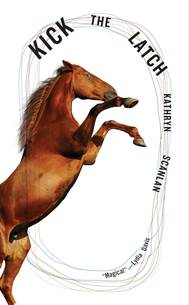 KICK THE LATCH
KATHRYN SCANLAN
"Magical" —Lydia Davis